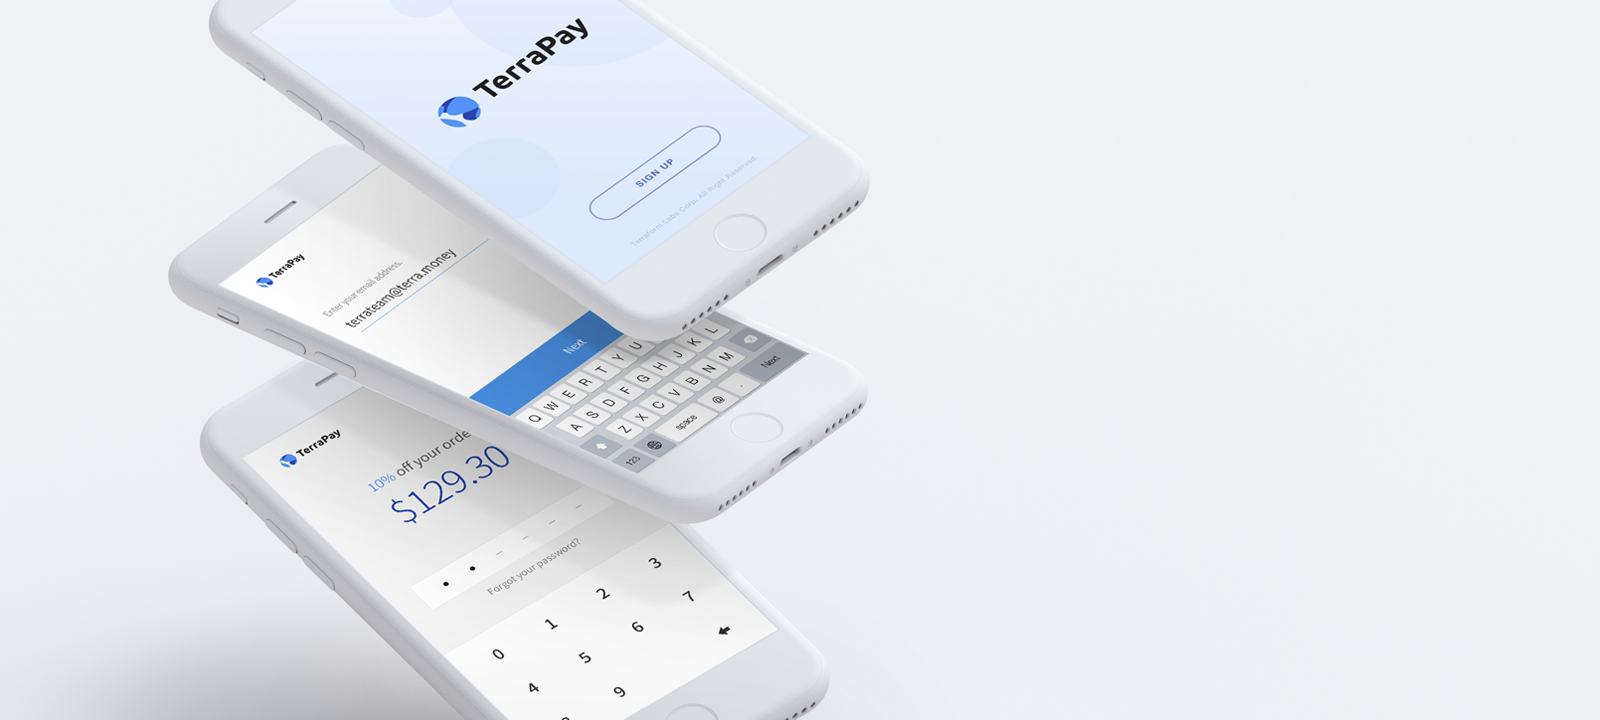 TerraPay
SIGN UP
Terraform Labs Corp. All Right Reserved.
TerraPay
Enter your email address.
terrateam@terra.money
Next
Q W E R T Y U
A S D F G H J K L
Z X C V B N M
123 space @ . Next
TerraPay
10% off your orde
$129.30
Forgot your password?
0 1 2 3
4 5 6 7
9